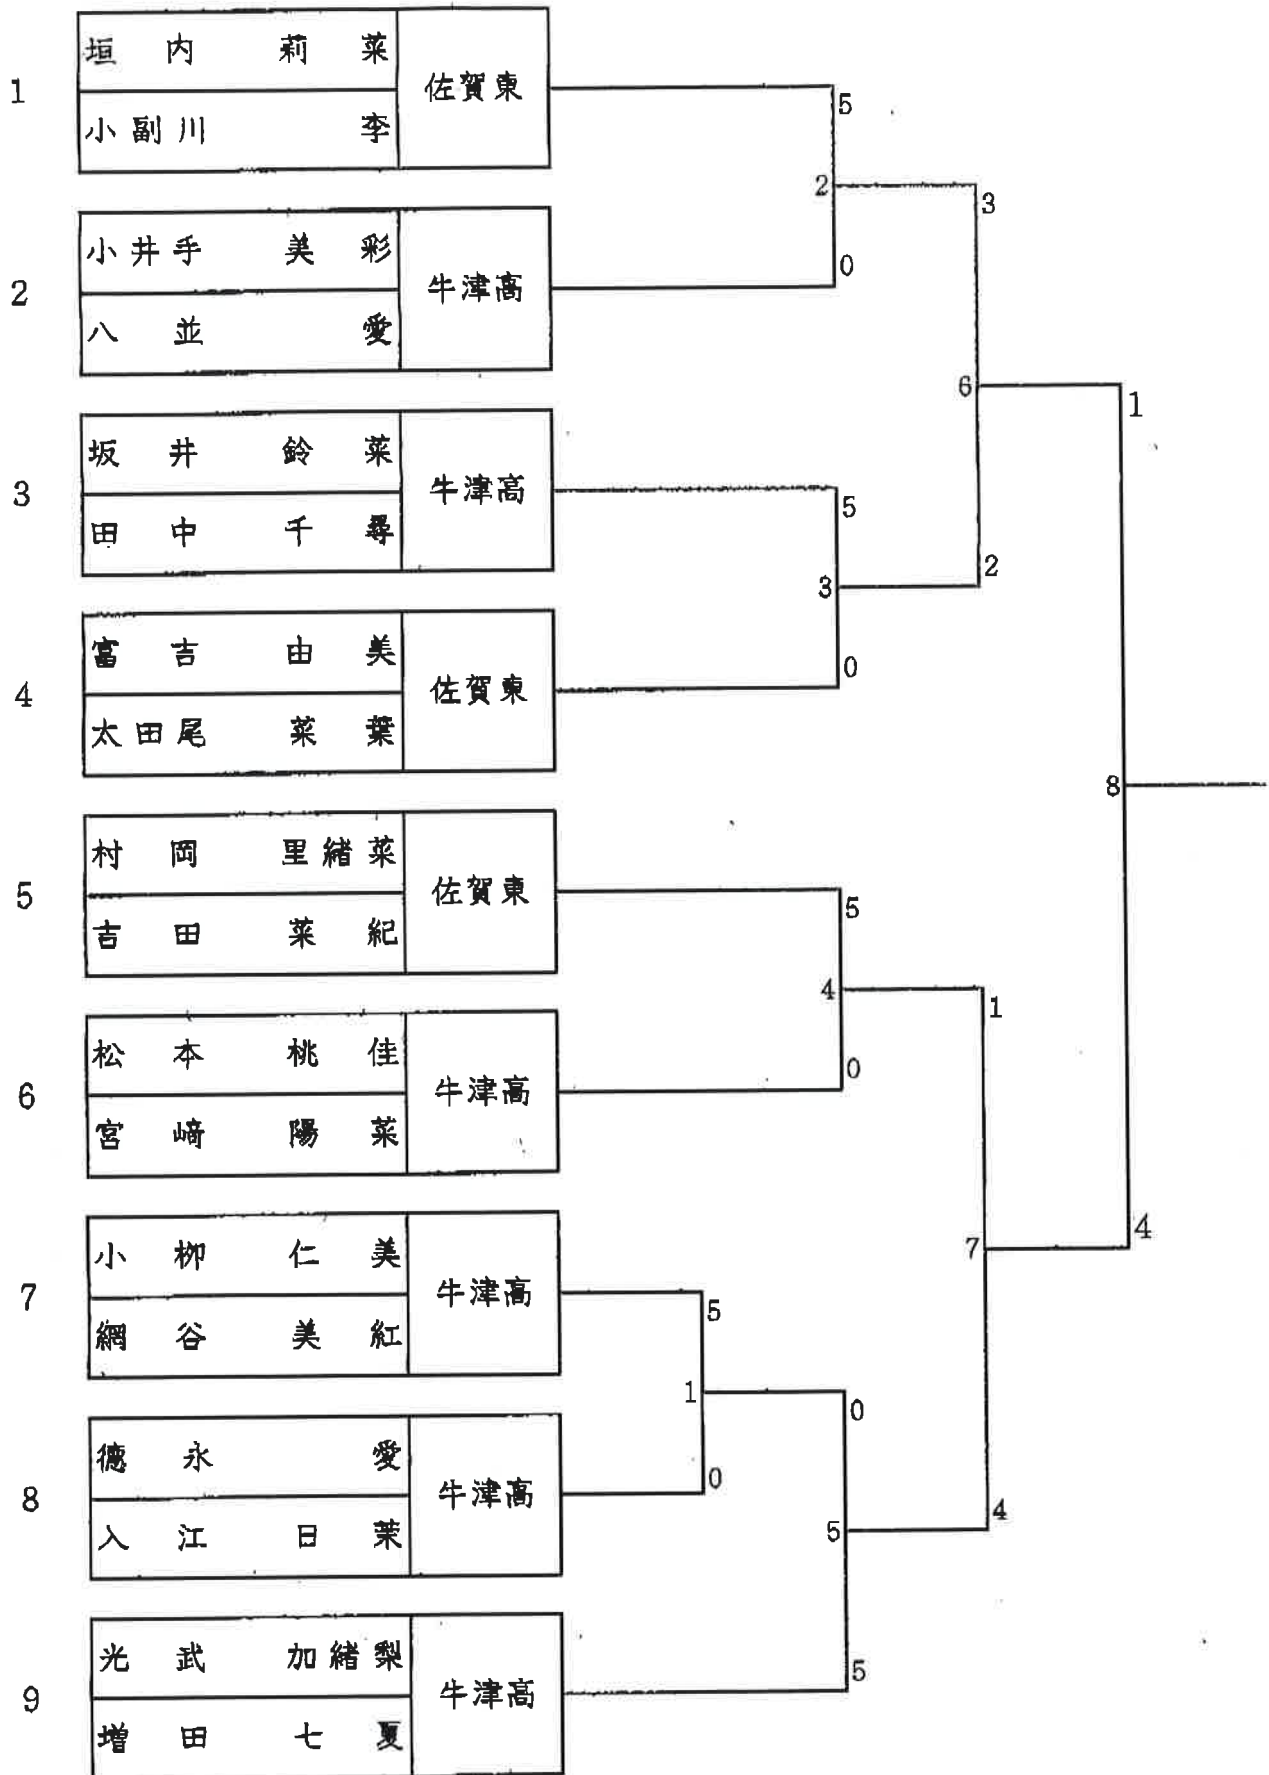 1
垣内 莉菜
小副川 李
佐賀東
2
小井手 美彩
八並 愛
牛津高
3
坂井 鈴菜
田中 千尋
牛津高
4
富吉 由美
太田尾 菜葉
佐賀東
5
村岡 里緒菜
吉田 菜紀
佐賀東
6
松本 桃佳
宮﨑 陽菜
牛津高
7
小栁 仁美
網谷 美紅
牛津高
8
德永 愛
入江 日茉
牛津高
9
光武 加緒梨
増田 七夏
牛津高
5
2
0
3
6
2
5
3
0
1
8
4
5
4
0
1
7
4
5
1
0
0
5
5